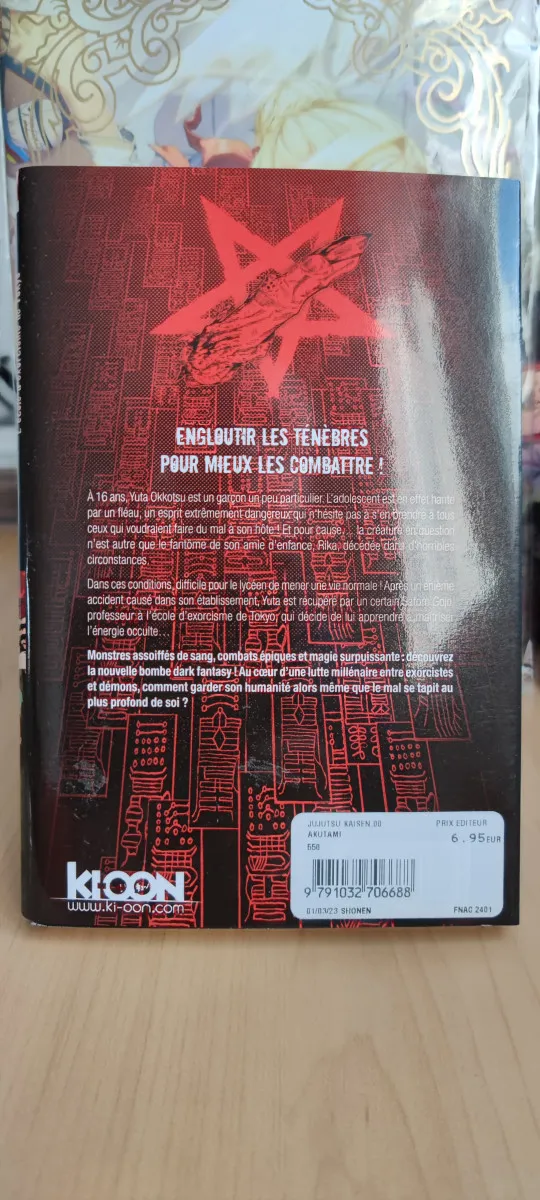 ENGLOUTIR LES TÉNÈBRES
POUR MIEUX LES COMBATTRE !
À 16 ans, Yuta Okkotsu est un garçon un peu particulier. L'adolescent est en effet hanté
par un fléau, un esprit extrêmement dangereux qui n'hésite pas à s'en prendre à tous
ceux qui voudraient faire du mal à son hôte ! Et pour cause… la créature en question
n'est autre que le fantôme de son amie d'enfance, Rika, décédée dans d'horribles
circonstances.
Dans ces conditions, difficile pour le lycéen de mener une vie normale ! Après un énième
accident causé dans son établissement, Yuta est récupéré par un certain Satoru Gojo,
professeur à l'école d'exorcisme de Tokyo, qui décide de lui apprendre à maîtriser
l'énergie occulte…
Monstres assoiffés de sang, combats épiques et magie surpuissante : découvrez
la nouvelle bombe dark fantasy ! Au cœur d'une lutte millénaire entre exorcistes
et démons, comment garder son humanité alors même que le mal se tapit au
plus profond de soi ?
JUJUTSU KAISEN.00 PRIX EDITEUR
AKUTAMI 6.95EUR
550
9 791032 706688
01/03/23 SHONEN FNAC 2401
KI-OON
www.ki-oon.com